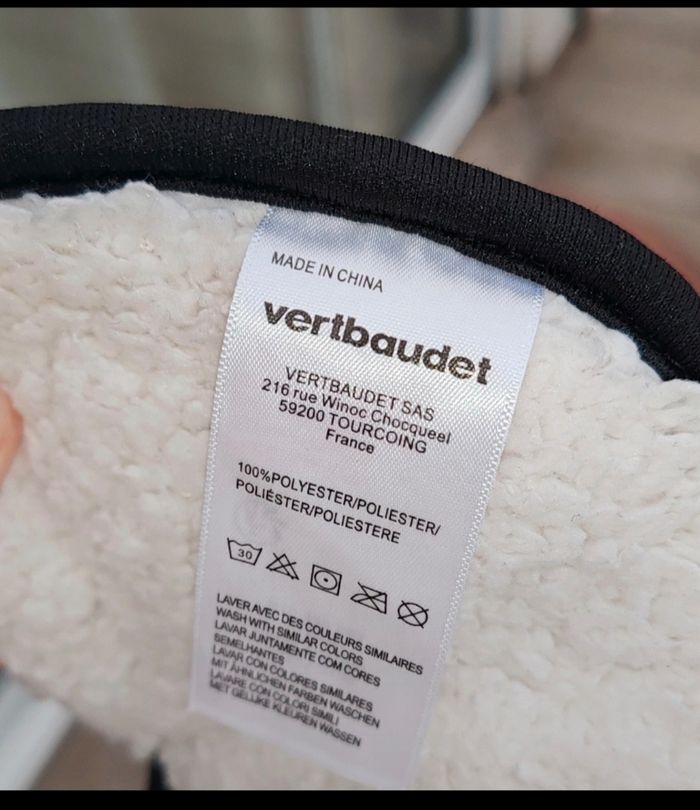 MADE IN CHINA
vertbaudet
VERTBAUDET SAS
216 rue Winoc Chocqueel
59200 TOURCOING
France
100%POLYESTER/POLIESTER/
POLIÉSTER/POLIESTERE
30
LAVER AVEC DES COULEURS SIMILAIRES
WASH WITH SIMILAR COLORS
LAVAR JUNTAMENTE COM CORES
SEMELHANTES
LAVAR CON COLORES SIMILARES
MIT ÄHNLICHEN FARBEN WASCHEN
LAVARE CON COLORI SIMILI
MET GELIJKE KLEUREN WASSEN